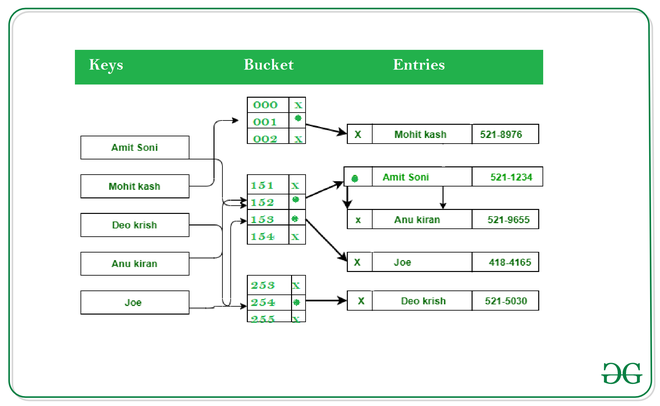 Keys Bucket Entries
000 x
001
002 x
Amit Soni
Mohit kash
Deo krish
Anu kiran
Joe
151 x
152
153
154 x
253 x
254
255 x
X Mohit kash 521-8976
Amit Soni 521-1234
x Anu kiran 521-9655
X Joe 418-4165
X Deo krish 521-5030
GG